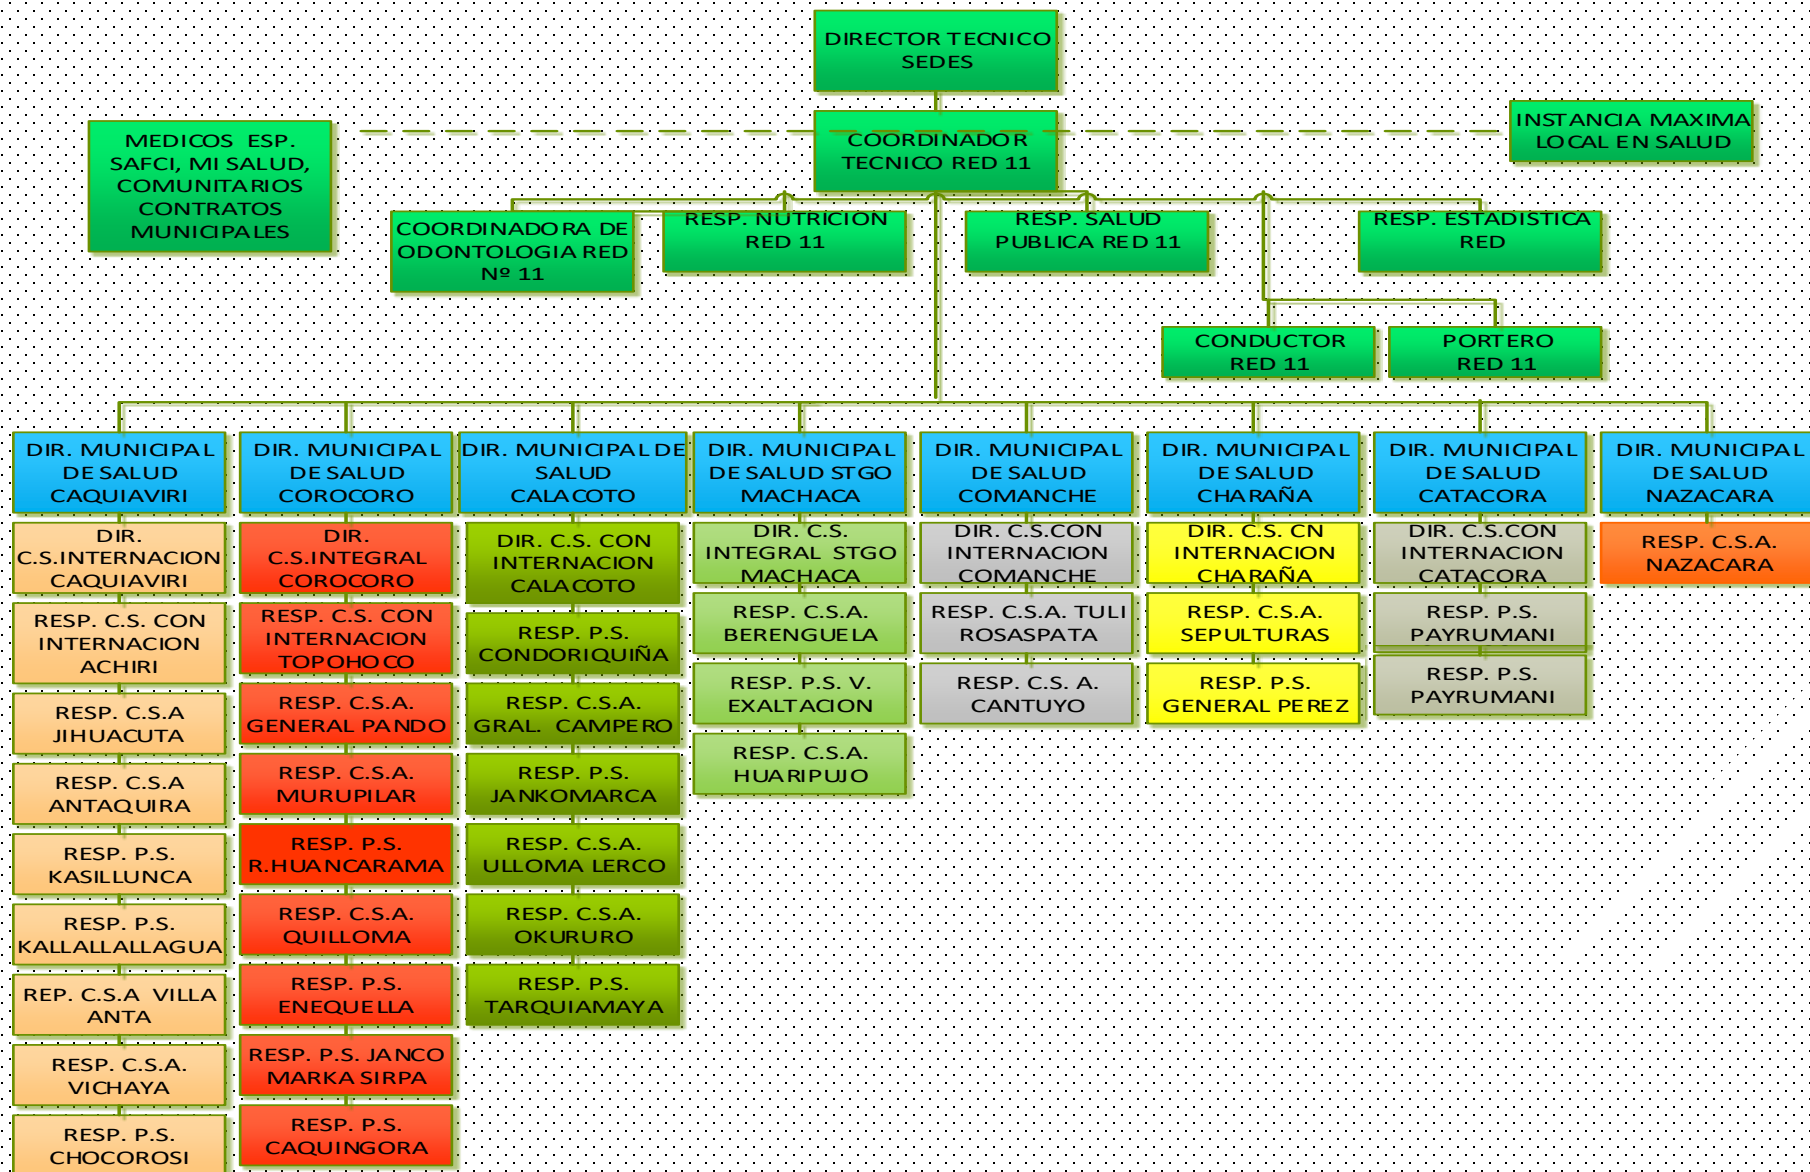 DIRECTOR TECNICO
SEDES
MEDICOS ESP.
SAFCI, MI SALUD,
COMUNITARIOS
CONTRATOS
MUNICIPALES
COORDINADOR
TECNICO RED 11
INSTANCIA MAXIMA
LOCAL EN SALUD
COORDINADORA DE
ODONTOLOGIA RED
Nº 11
RESP. NUTRICION
RED 11
RESP. SALUD
PUBLICA RED 11
RESP. ESTADISTICA
RED
CONDUCTOR
RED 11
PORTERO
RED 11
DIR. MUNICIPAL
DE SALUD
CAQUIAVIRI
DIR. MUNICIPAL
DE SALUD
COROCORO
DIR. MUNICIPAL DE
SALUD
CALACOTO
DIR. MUNICIPAL
DE SALUD STGO
MACHACA
DIR. MUNICIPAL
DE SALUD
COMANCHE
DIR. MUNICIPAL
DE SALUD
CHARAÑA
DIR. MUNICIPAL
DE SALUD
CATACORA
DIR. MUNICIPAL
DE SALUD
NAZACARA
DIR.
C.S.INTERNACION
CAQUIAVIRI
RESP. C.S. CON
INTERNACION
ACHIRI
RESP. C.S.A
JIHUACUTA
RESP. C.S.A
ANTAQUIRA
RESP. P.S.
KASILLUNCA
RESP. P.S.
KALLALLALLAGUA
REP. C.S.A VILLA
ANTA
RESP. C.S.A.
VICHAYA
RESP. P.S.
CHOCOROSI
DIR.
C.S.INTEGRAL
COROCORO
RESP. C.S. CON
INTERNACION
TOPOHOCO
RESP. C.S.A.
GENERAL PANDO
RESP. C.S.A.
MURUPILAR
RESP. P.S.
R.HUANCARAMA
RESP. C.S.A.
QUILLOMA
RESP. P.S.
ENEQUELLA
RESP. P.S. JANCO
MARKA SIRPA
RESP. P.S.
CAQUINGORA
DIR. C.S. CON
INTERNACION
CALACOTO
RESP. P.S.
CONDORIQUIÑA
RESP. C.S.A.
GRAL. CAMPERO
RESP. P.S.
JANKOMARCA
RESP. C.S.A.
ULLOMA LERCO
RESP. C.S.A.
OKURURO
RESP. P.S.
TARQUIAMAYA
DIR. C.S.
INTEGRAL STGO
MACHACA
RESP. C.S.A.
BERENGUELA
RESP. P.S. V.
EXALTACION
RESP. C.S.A.
HUARIPUJO
DIR. C.S.CON
INTERNACION
COMANCHE
RESP. C.S.A. TULI
ROSASPATA
RESP. C.S. A.
CANTUYO
DIR. C.S. CN
INTERNACION
CHARAÑA
RESP. C.S.A.
SEPULTURAS
RESP. P.S.
GENERAL PEREZ
DIR. C.S.CON
INTERNACION
CATACORA
RESP. P.S.
PAYRUMANI
RESP. P.S.
PAYRUMANI
RESP. C.S.A.
NAZACARA